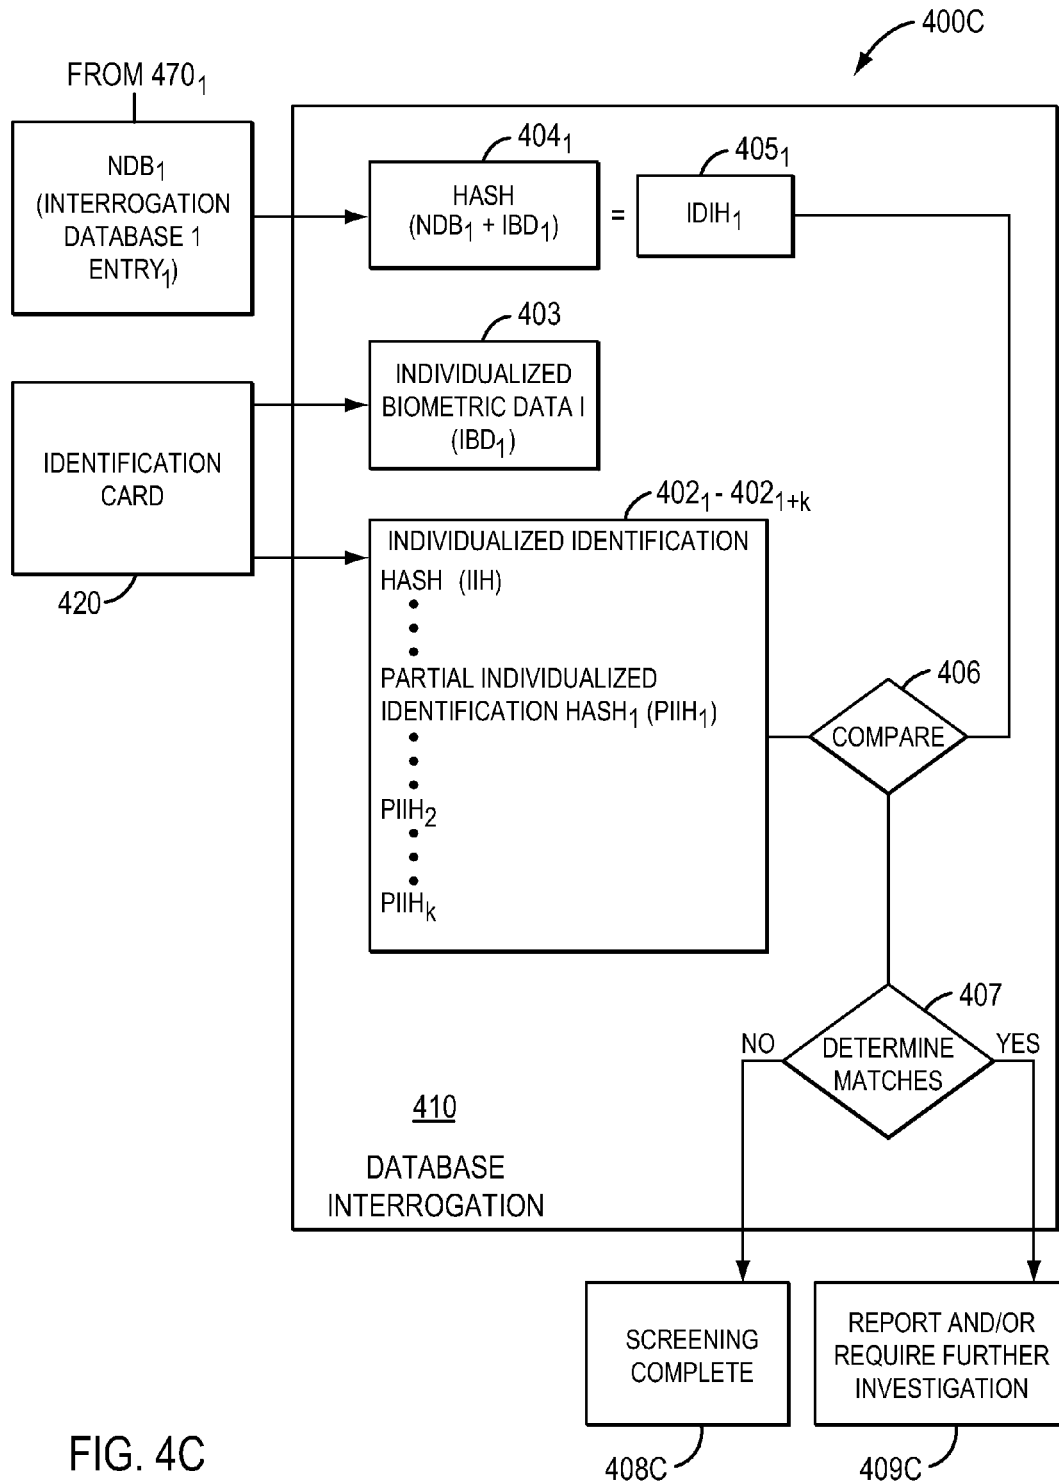 400C
FROM 470₁
NDB₁
(INTERROGATION
DATABASE 1
ENTRY₁)
404₁
HASH
(NDB₁ + IBD₁)
=
405₁
IDIH₁
403
INDIVIDUALIZED
BIOMETRIC DATA I
(IBD₁)
IDENTIFICATION
CARD
420
402₁ - 402₁₊ₖ
INDIVIDUALIZED IDENTIFICATION
HASH (IIH)
PARTIAL INDIVIDUALIZED
IDENTIFICATION HASH₁ (PIIH₁)
PIIH₂
PIIHₖ
406
COMPARE
407
DETERMINE
MATCHES
NO
YES
410
DATABASE
INTERROGATION
SCREENING
COMPLETE
408C
REPORT AND/OR
REQUIRE FURTHER
INVESTIGATION
409C
FIG. 4C